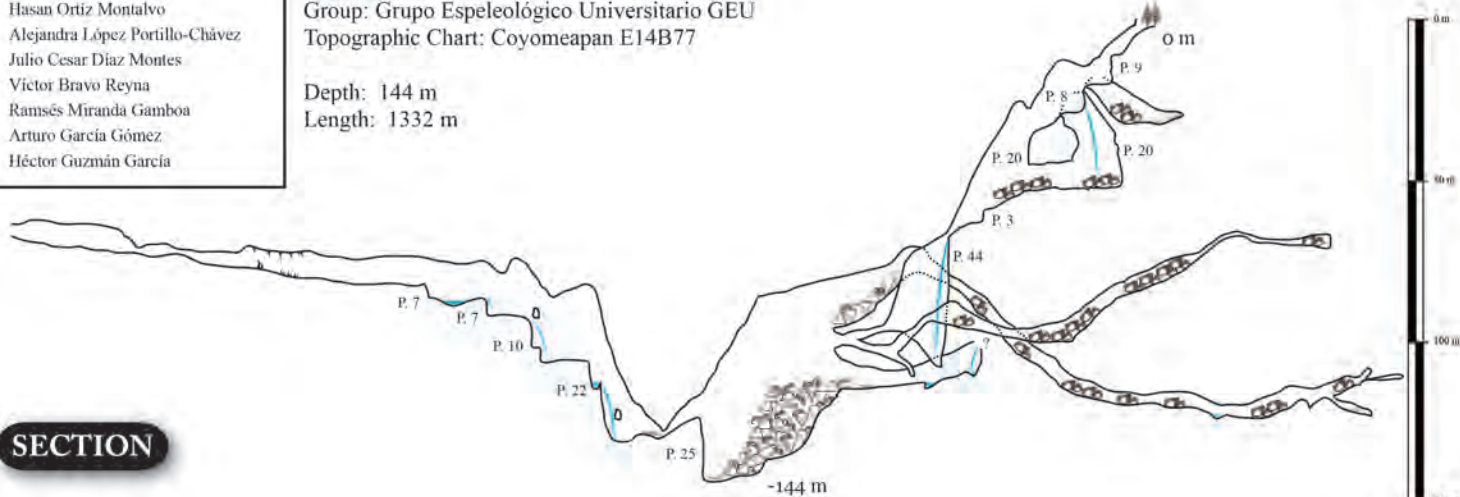 Hasan Ortíz Montalvo
Alejandra López Portillo-Chávez
Julio Cesar Díaz Montes
Víctor Bravo Reyna
Ramsés Miranda Gamboa
Arturo García Gómez
Héctor Guzmán García
Group: Grupo Espeleológico Universitario GEU
Topographic Chart: Coyomeapan E14B77
Depth: 144 m
Length: 1332 m
0 m
0 m
P. 9
P. 8
P. 20
P. 20
50 m
P. 3
P. 44
P. 7
P. 7
P. 10
?
100 m
P. 22
SECTION
P. 25
-144 m